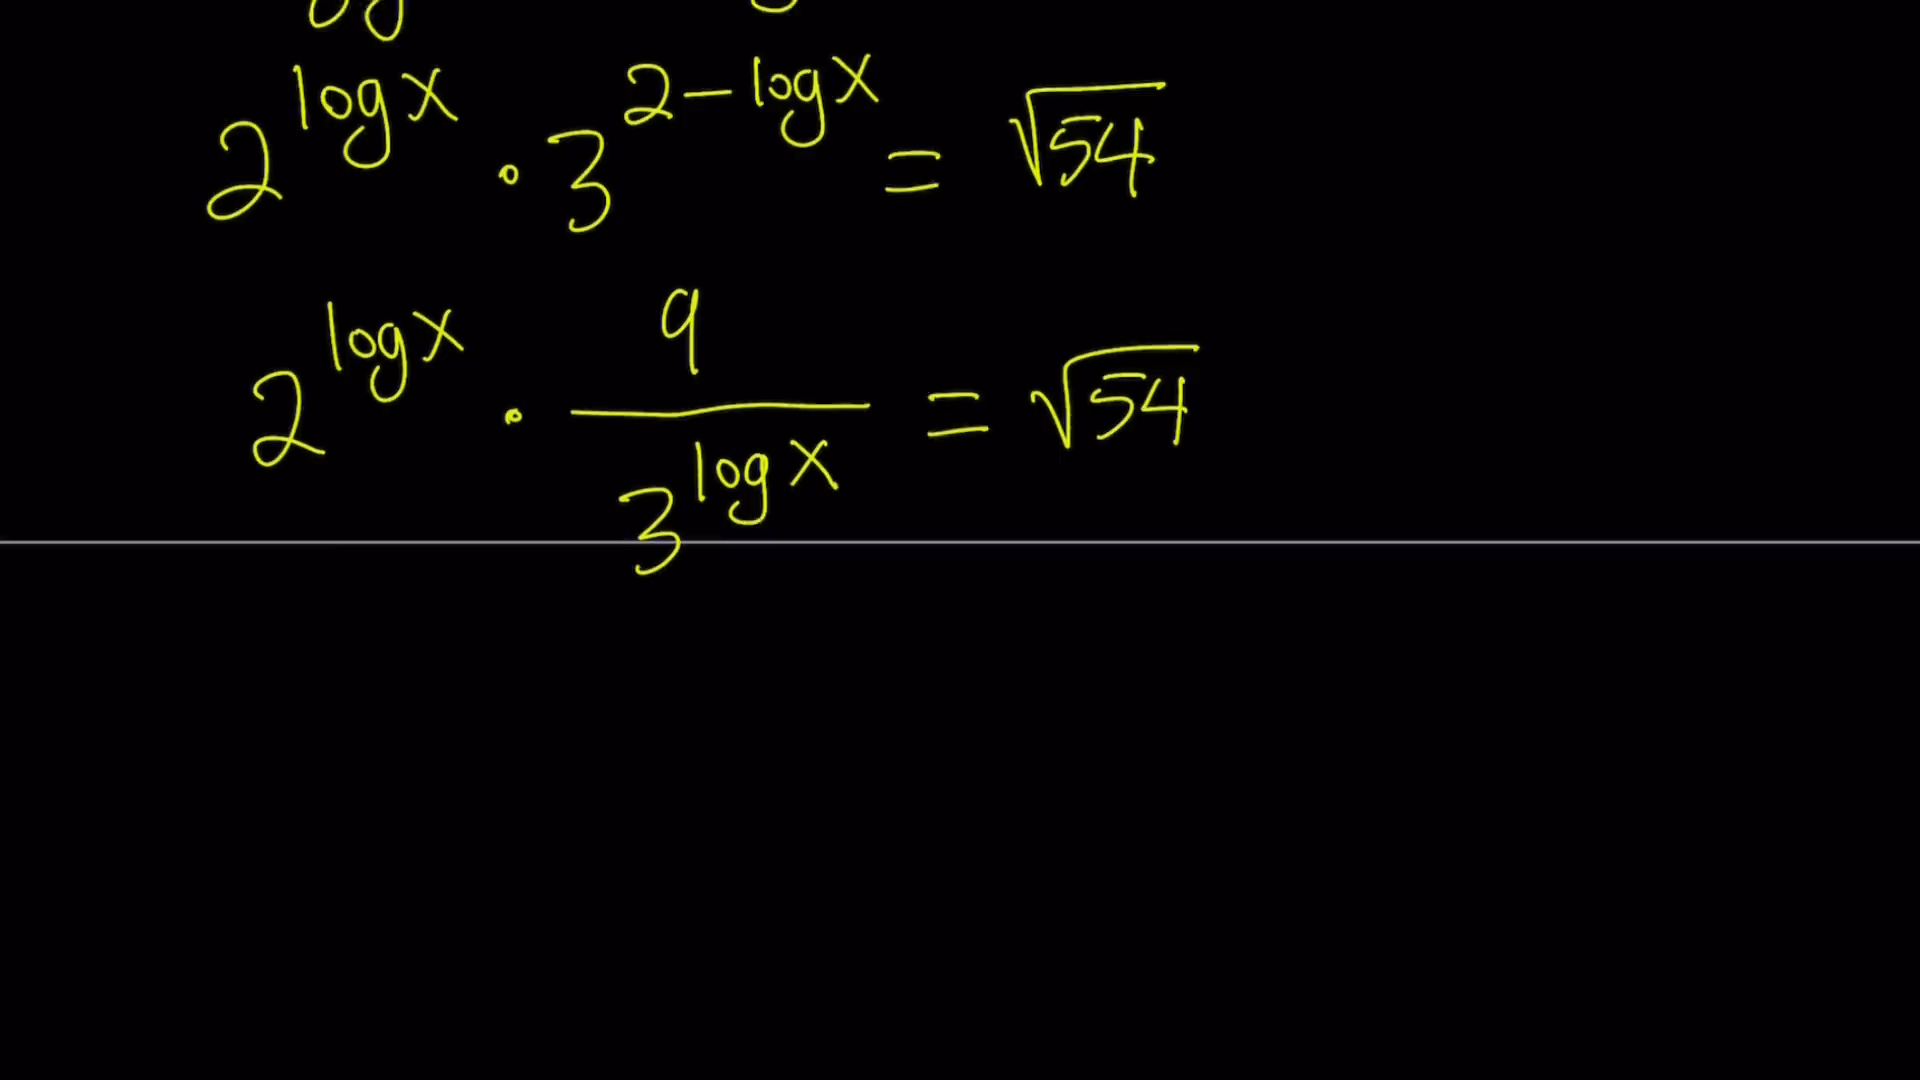 2^{log x} · 3^{2 - log x} = √54
2^{log x} · 9 / 3^{log x} = √54